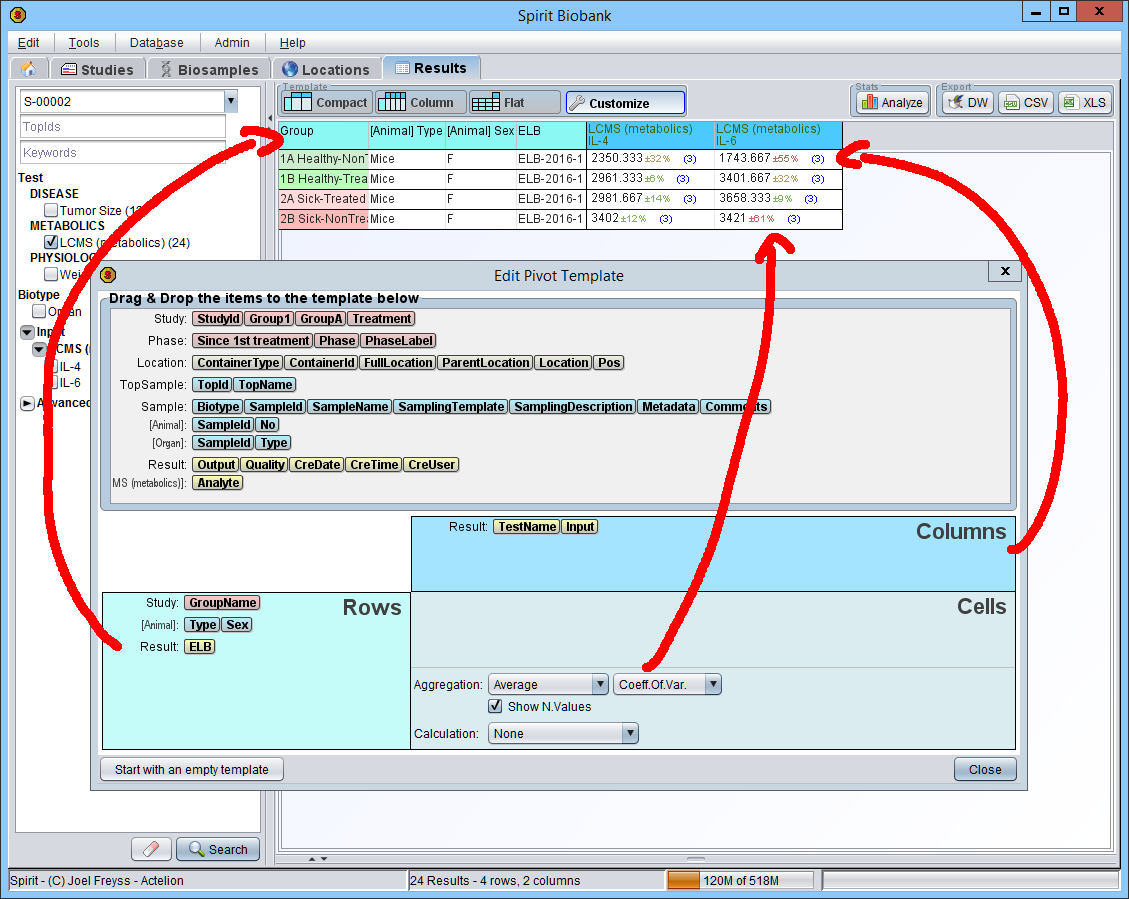 Spirit Biobank
Edit Tools Database Admin Help
Studies Biosamples Locations Results
S-00002
TopIds
Keywords
Test
DISEASE
Tumor Size (12
METABOLICS
LCMS (metabolics) (24)
PHYSIOLOG
Wei
Biotype
Organ
Input
LCMS (
IL-4
IL-6
Advanced
Search
Template
Compact Column Flat Customize
Stats
Analyze
Export
DW CSV XLS
Group [Animal] Type [Animal] Sex ELB LCMS (metabolics) IL-4 LCMS (metabolics) IL-6
1A Healthy-NonT Mice F ELB-2016-1 2350.333 ±32% (3) 1743.667 ±55% (3)
1B Healthy-Trea Mice F ELB-2016-1 2961.333 ±6% (3) 3401.667 ±32% (3)
2A Sick-Treated Mice F ELB-2016-1 2981.667 ±14% (3) 3658.333 ±9% (3)
2B Sick-NonTrea Mice F ELB-2016-1 3402 ±12% (3) 3421 ±61% (3)
Edit Pivot Template
Drag & Drop the items to the template below
Study: StudyId Group1 GroupA Treatment
Phase: Since 1st treatment Phase PhaseLabel
Location: ContainerType ContainerId FullLocation ParentLocation Location Pos
TopSample: TopId TopName
Sample: Biotype SampleId SampleName SamplingTemplate SamplingDescription Metadata Comments
[Animal]: SampleId No
[Organ]: SampleId Type
Result: Output Quality CreDate CreTime CreUser
MS (metabolics)]: Analyte
Result: TestName Input
Columns
Study: GroupName
[Animal]: Type Sex
Result: ELB
Rows
Cells
Aggregation: Average Coeff.Of.Var.
Show N.Values
Calculation: None
Start with an empty template Close
Spirit - (C) Joel Freyss - Actelion 24 Results - 4 rows, 2 columns 120M of 518M